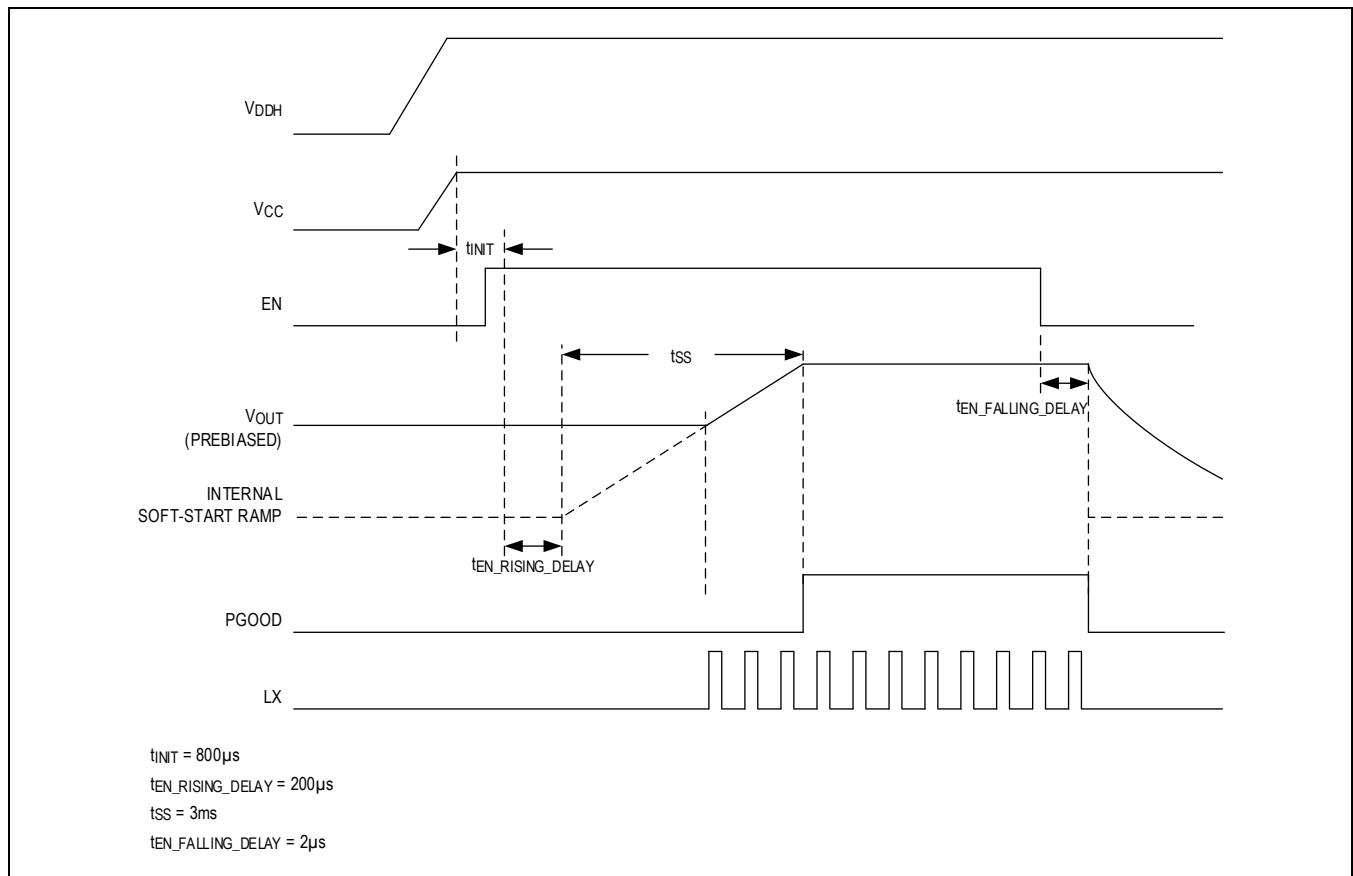 VDDH
VCC
tINIT
EN
tSS
VOUT
(PREBIASED)
tEN_FALLING_DELAY
INTERNAL
SOFT-START RAMP
tEN_RISING_DELAY
PGOOD
LX
tINIT = 800µs
tEN_RISING_DELAY = 200µs
tSS = 3ms
tEN_FALLING_DELAY = 2µs